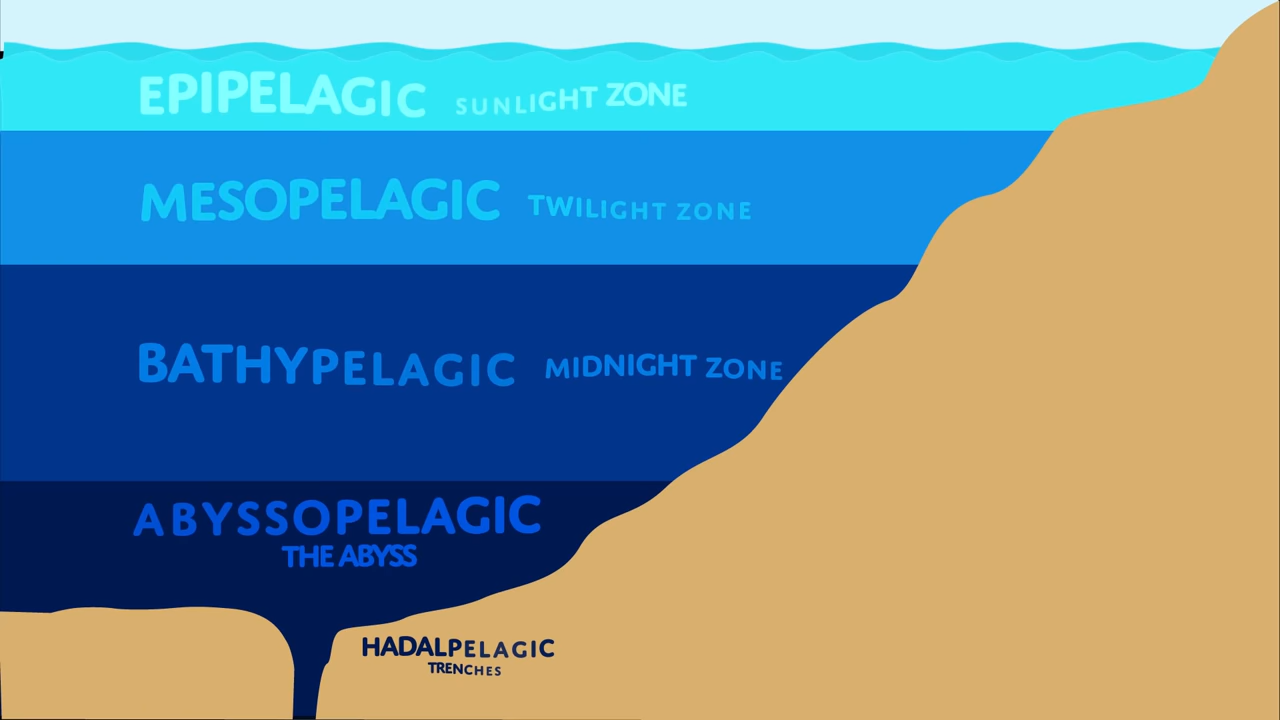 EPIPELAGIC SUNLIGHT ZONE
MESOPELAGIC TWILIGHT ZONE
BATHYPELAGIC MIDNIGHT ZONE
ABYSSOPELAGIC
THE ABYSS
HADALPELAGIC
TRENCHES